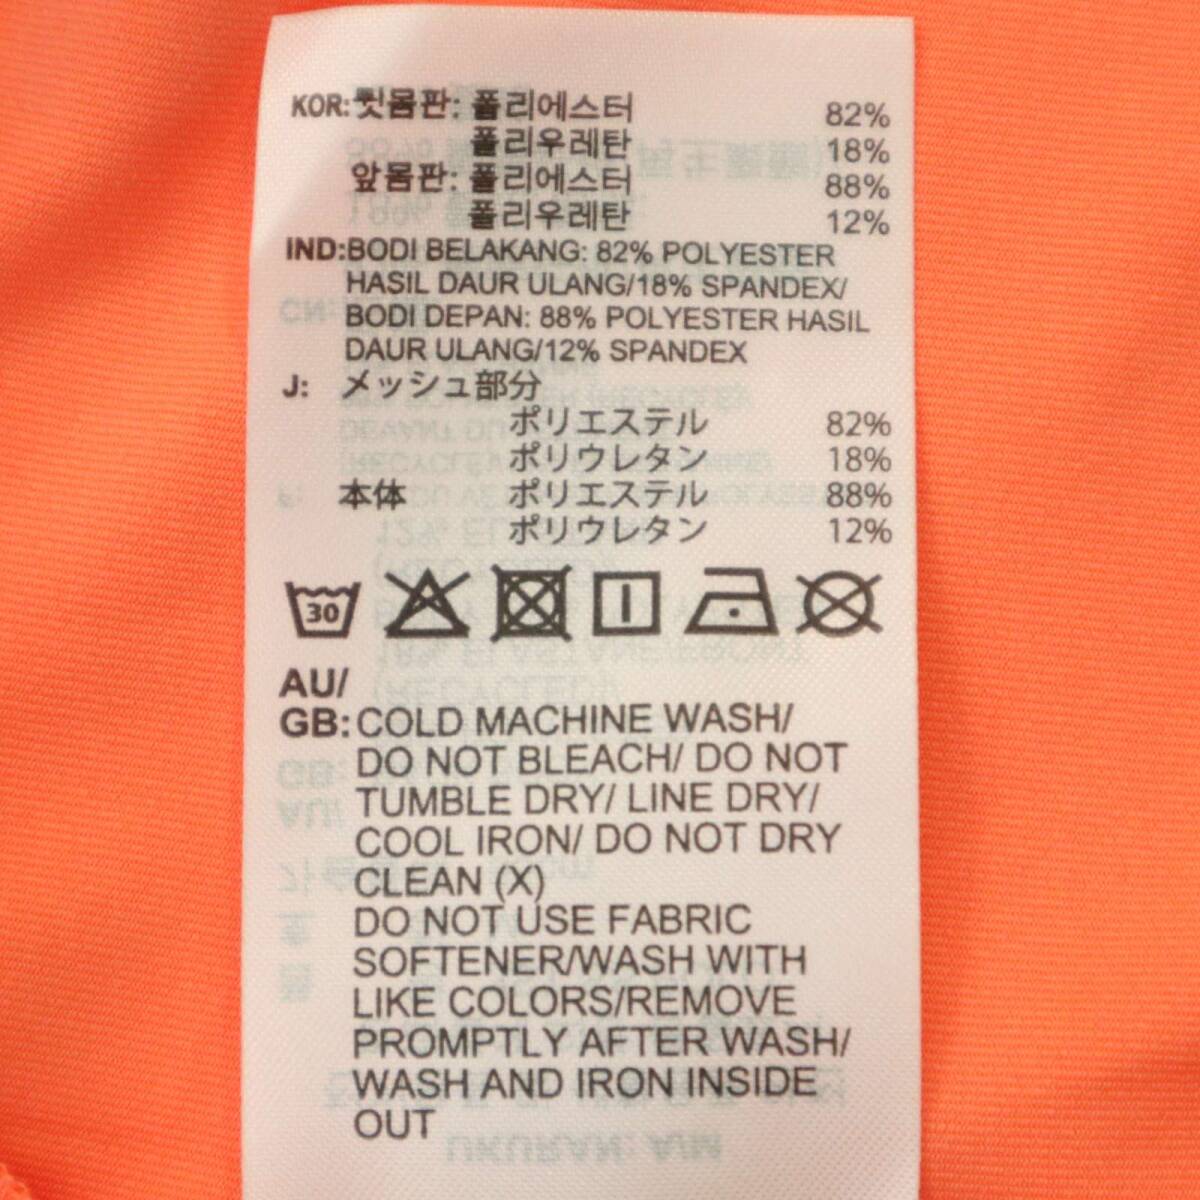 KOR: 뒷몸판: 폴리에스터 82%
폴리우레탄 18%
앞몸판: 폴리에스터 88%
폴리우레탄 12%
IND: BODI BELAKANG: 82% POLYESTER
HASIL DAUR ULANG/18% SPANDEX/
BODI DEPAN: 88% POLYESTER HASIL
DAUR ULANG/12% SPANDEX
J: メッシュ部分
ポリエステル 82%
ポリウレタン 18%
本体 ポリエステル 88%
ポリウレタン 12%
30
AU/
GB: COLD MACHINE WASH/
DO NOT BLEACH/ DO NOT
TUMBLE DRY/ LINE DRY/
COOL IRON/ DO NOT DRY
CLEAN (X)
DO NOT USE FABRIC
SOFTENER/WASH WITH
LIKE COLORS/REMOVE
PROMPTLY AFTER WASH/
WASH AND IRON INSIDE
OUT
UKURAN: A/M